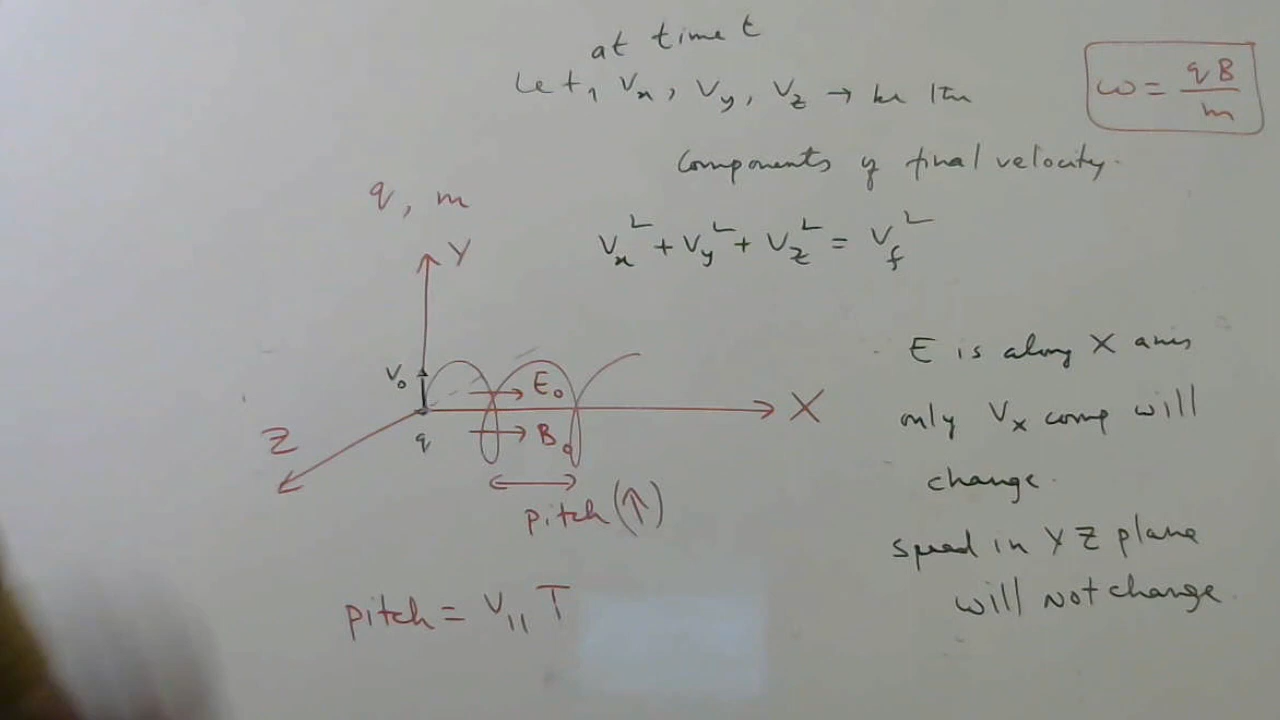 at time t
Let, Vx, Vy, Vz → be the
components of final velocity.
ω = qB/m
q, m
Vx² + Vy² + Vz² = Vf²
Y
V₀
E₀
X
Z
q
B₀
pitch (↑)
pitch = V₁₁ T
E is along X axis
only Vx comp will
change.
speed in YZ plane
will not change.